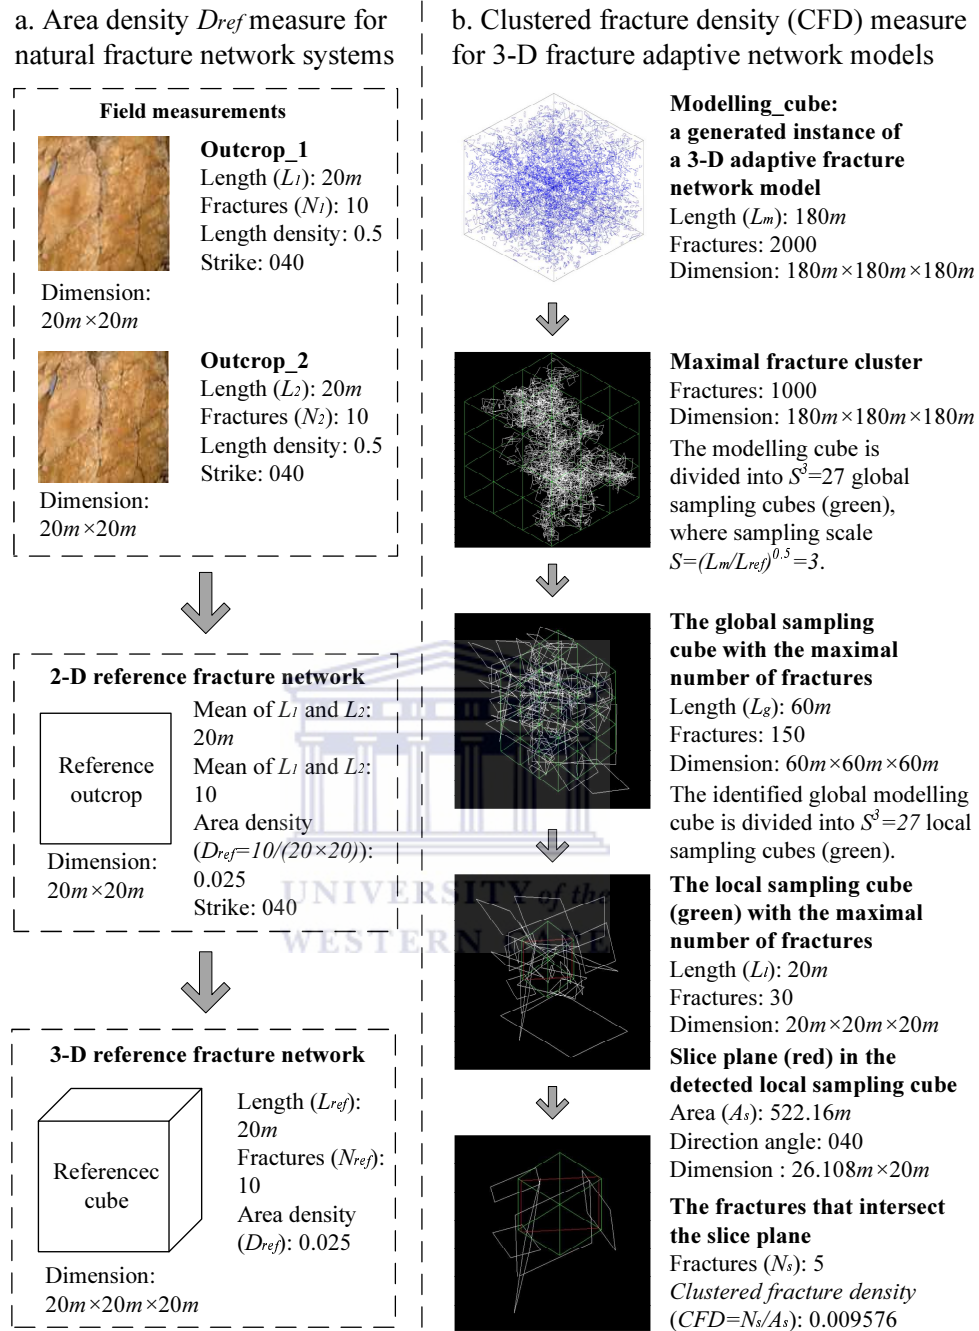 a. Area density Dref measure for
natural fracture network systems
Field measurements
Outcrop_1
Length (L1): 20m
Fractures (N1): 10
Length density: 0.5
Strike: 040
Dimension:
20m×20m
Outcrop_2
Length (L2): 20m
Fractures (N2): 10
Length density: 0.5
Strike: 040
Dimension:
20m×20m
2-D reference fracture network
Reference
outcrop
Dimension:
20m×20m
Mean of L1 and L2:
20m
Mean of L1 and L2:
10
Area density
(Dref=10/(20×20)):
0.025
Strike: 040
3-D reference fracture network
Referencec
cube
Dimension:
20m×20m×20m
Length (Lref):
20m
Fractures (Nref):
10
Area density
(Dref): 0.025
b. Clustered fracture density (CFD) measure
for 3-D fracture adaptive network models
Modelling_cube:
a generated instance of
a 3-D adaptive fracture
network model
Length (Lm): 180m
Fractures: 2000
Dimension: 180m×180m×180m
Maximal fracture cluster
Fractures: 1000
Dimension: 180m×180m×180m
The modelling cube is
divided into S³=27 global
sampling cubes (green),
where sampling scale
S=(Lm/Lref)^0.5=3.
The global sampling
cube with the maximal
number of fractures
Length (Lg): 60m
Fractures: 150
Dimension: 60m×60m×60m
The identified global modelling
cube is divided into S³=27 local
sampling cubes (green).
The local sampling cube
(green) with the maximal
number of fractures
Length (Ll): 20m
Fractures: 30
Dimension: 20m×20m×20m
Slice plane (red) in the
detected local sampling cube
Area (As): 522.16m
Direction angle: 040
Dimension : 26.108m×20m
The fractures that intersect
the slice plane
Fractures (Ns): 5
Clustered fracture density
(CFD=Ns/As): 0.009576
UNIVERSITY of the
WESTERN CAPE